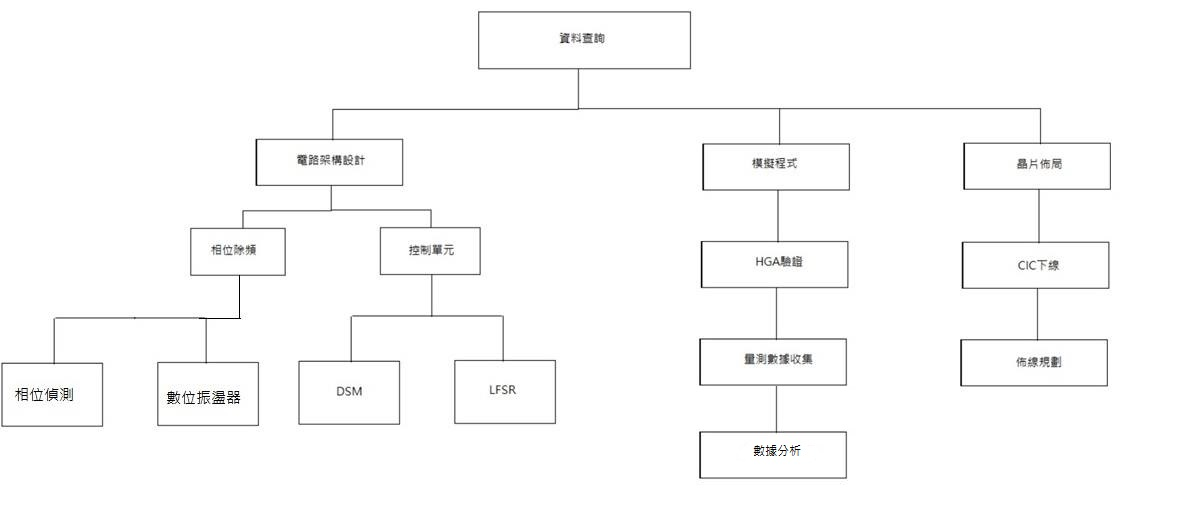 資料查詢
電路架構設計
模擬程式
晶片佈局
相位除頻
控制單元
HGA驗證
CIC下線
相位偵測
數位振盪器
DSM
LFSR
量測數據收集
佈線規劃
數據分析